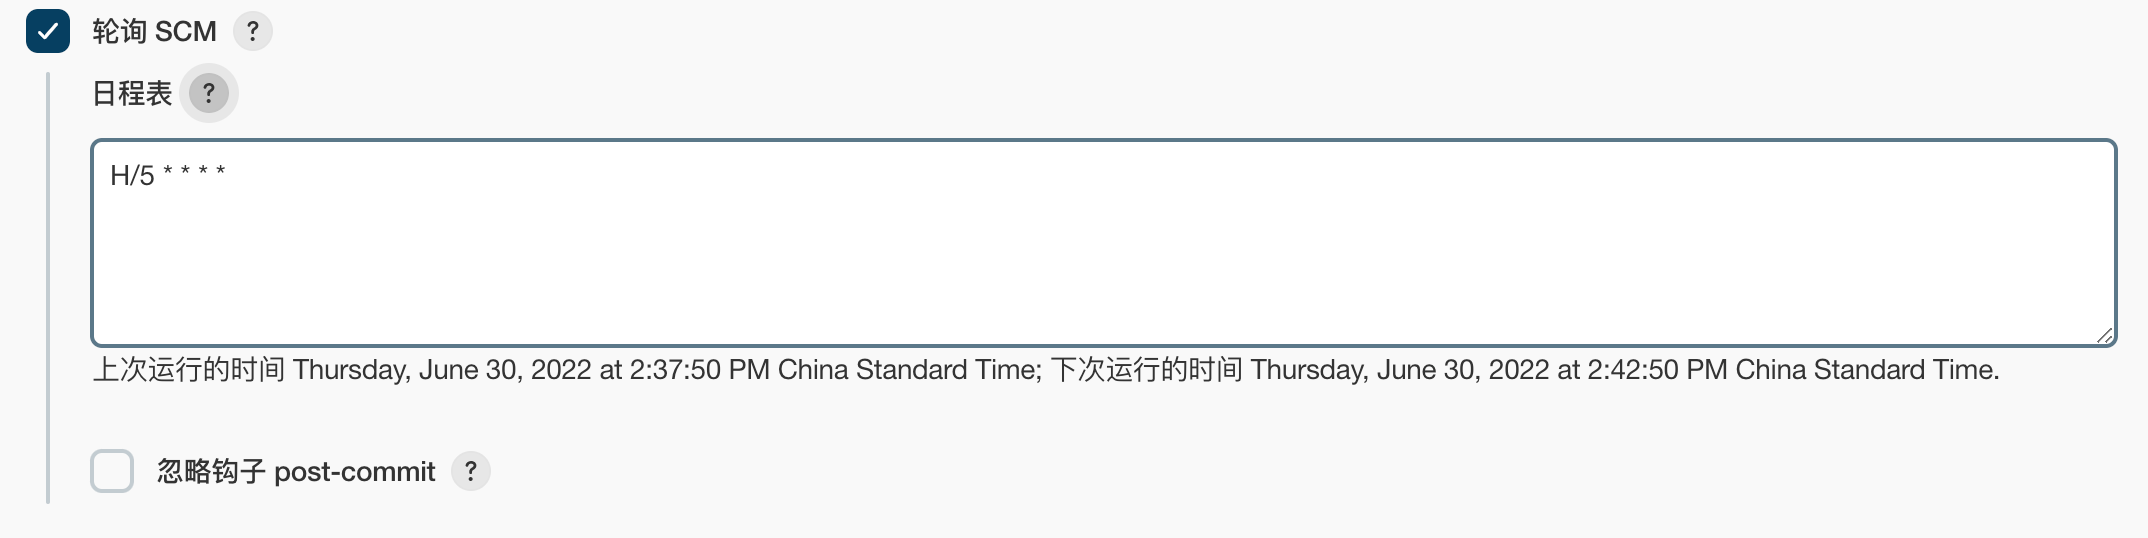 轮询 SCM ?
日程表 ?
H/5 * * * *
上次运行的时间 Thursday, June 30, 2022 at 2:37:50 PM China Standard Time; 下次运行的时间 Thursday, June 30, 2022 at 2:42:50 PM China Standard Time.
忽略钩子 post-commit ?